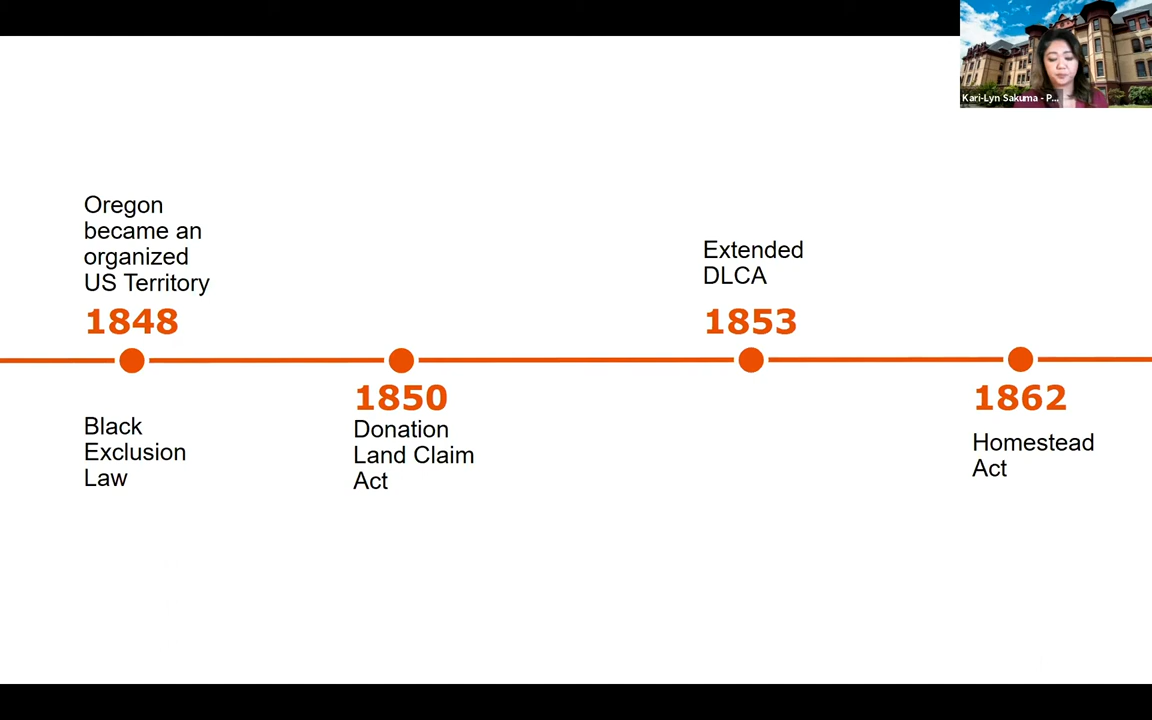 Kari-Lyn Sakuma - P...
Oregon
became an
organized
US Territory
1848
Black
Exclusion
Law
1850
Donation
Land Claim
Act
Extended
DLCA
1853
1862
Homestead
Act